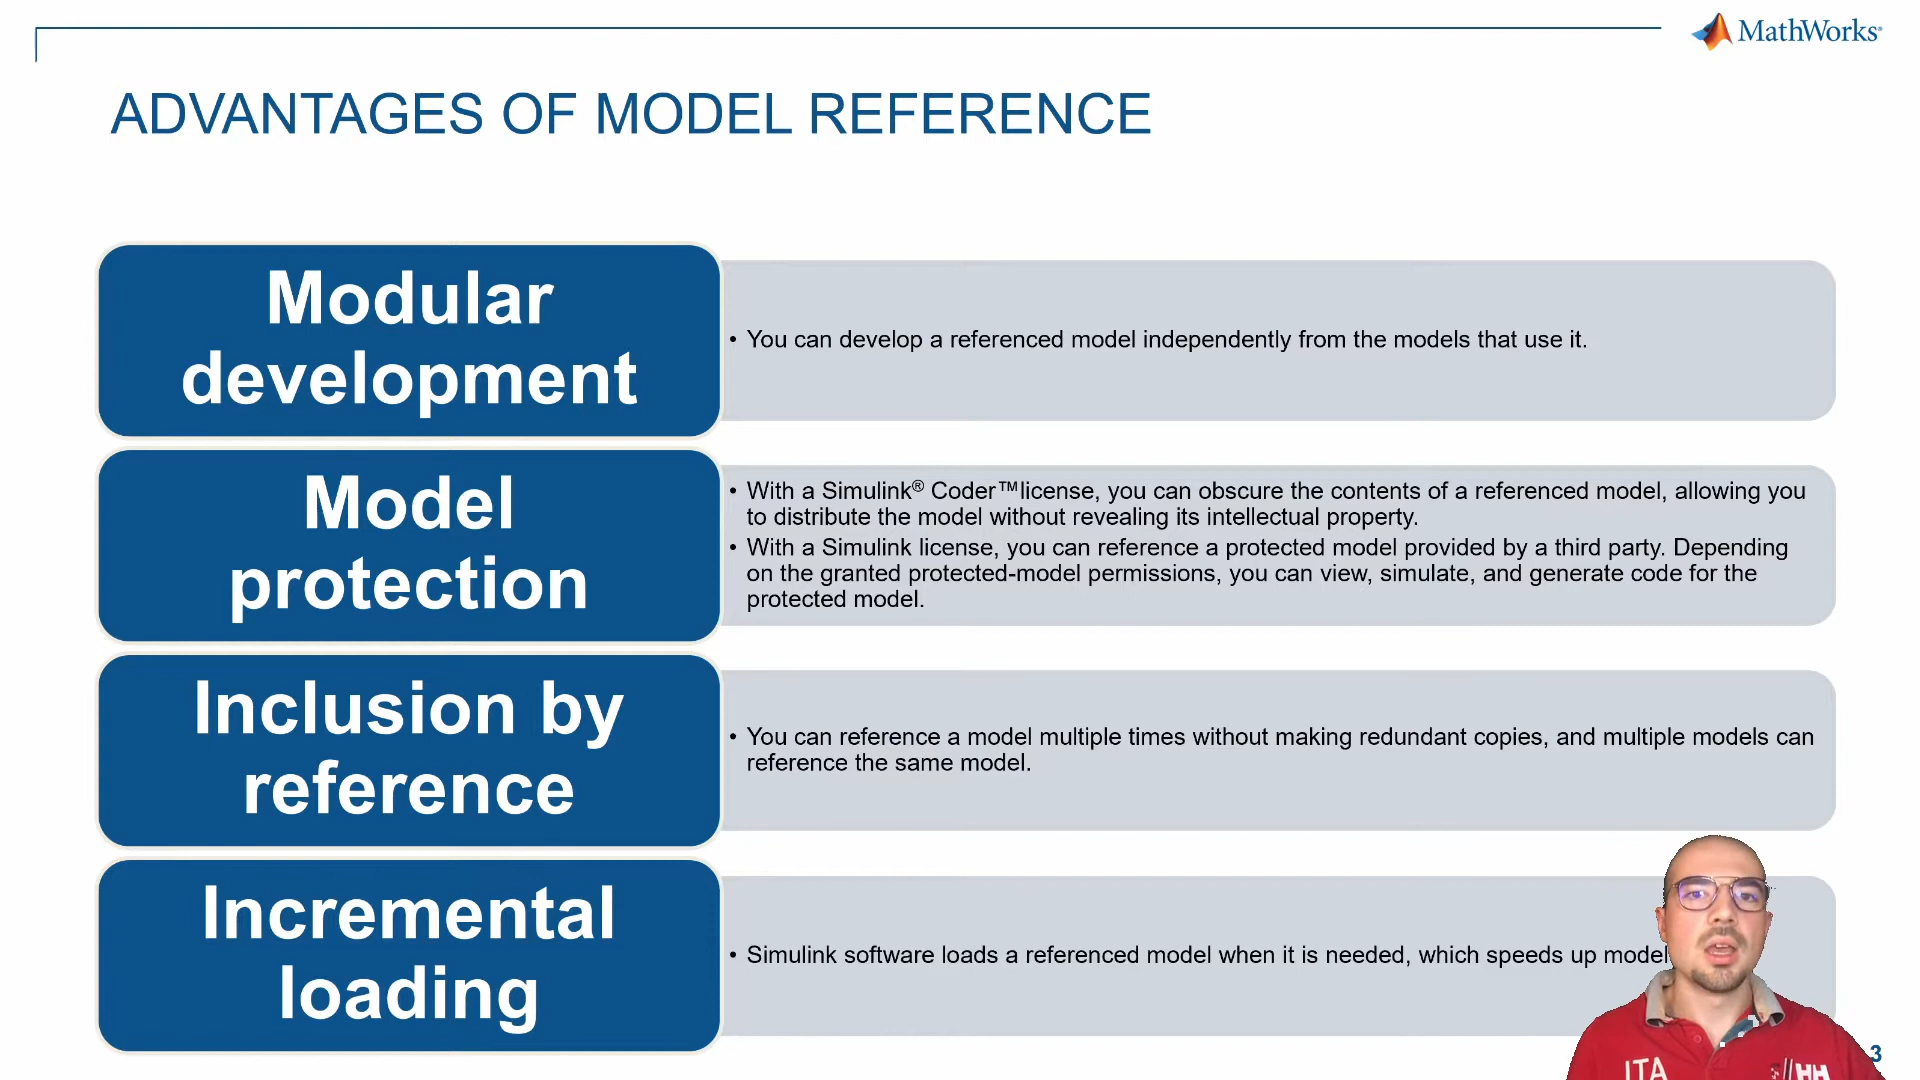 MathWorks®
ADVANTAGES OF MODEL REFERENCE
Modular
development
• You can develop a referenced model independently from the models that use it.
Model
protection
• With a Simulink® Coder™license, you can obscure the contents of a referenced model, allowing you
to distribute the model without revealing its intellectual property.
• With a Simulink license, you can reference a protected model provided by a third party. Depending
on the granted protected-model permissions, you can view, simulate, and generate code for the
protected model.
Inclusion by
reference
• You can reference a model multiple times without making redundant copies, and multiple models can
reference the same model.
Incremental
loading
• Simulink software loads a referenced model when it is needed, which speeds up model
ITA
HH
3